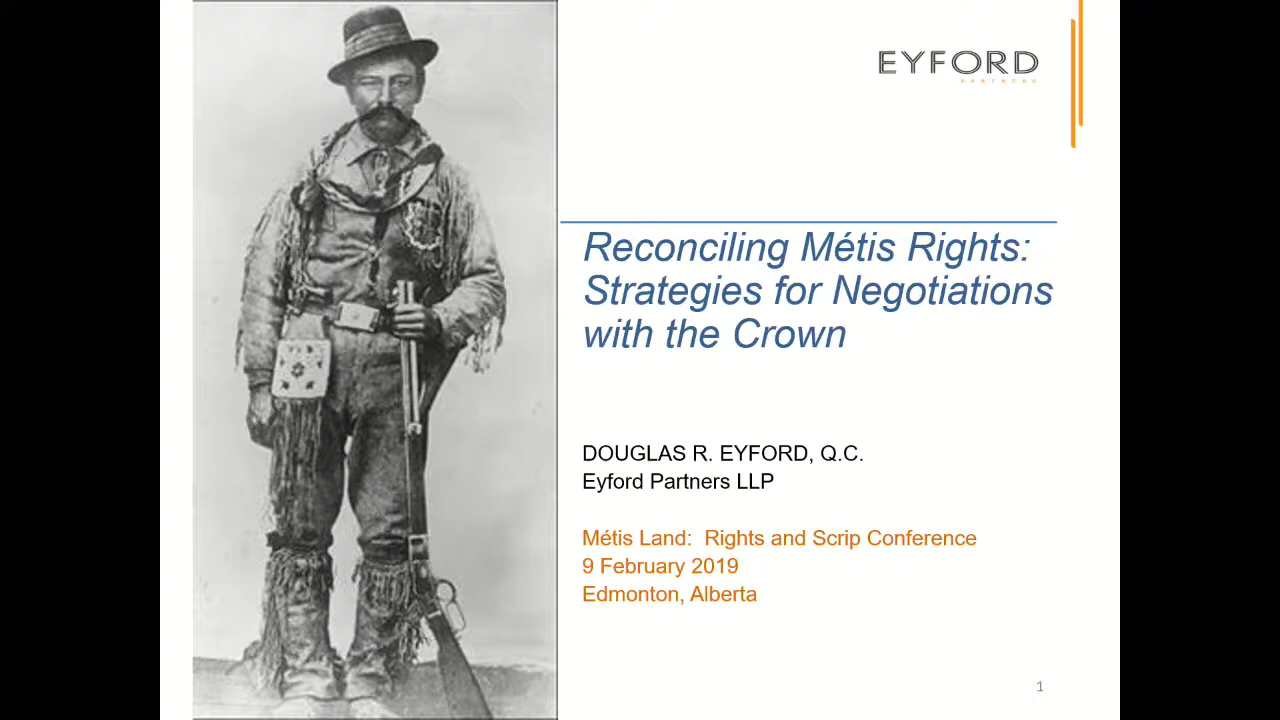 EYFORD
PARTNERS
Reconciling Métis Rights:
Strategies for Negotiations
with the Crown
DOUGLAS R. EYFORD, Q.C.
Eyford Partners LLP
Métis Land:  Rights and Scrip Conference
9 February 2019
Edmonton, Alberta
1